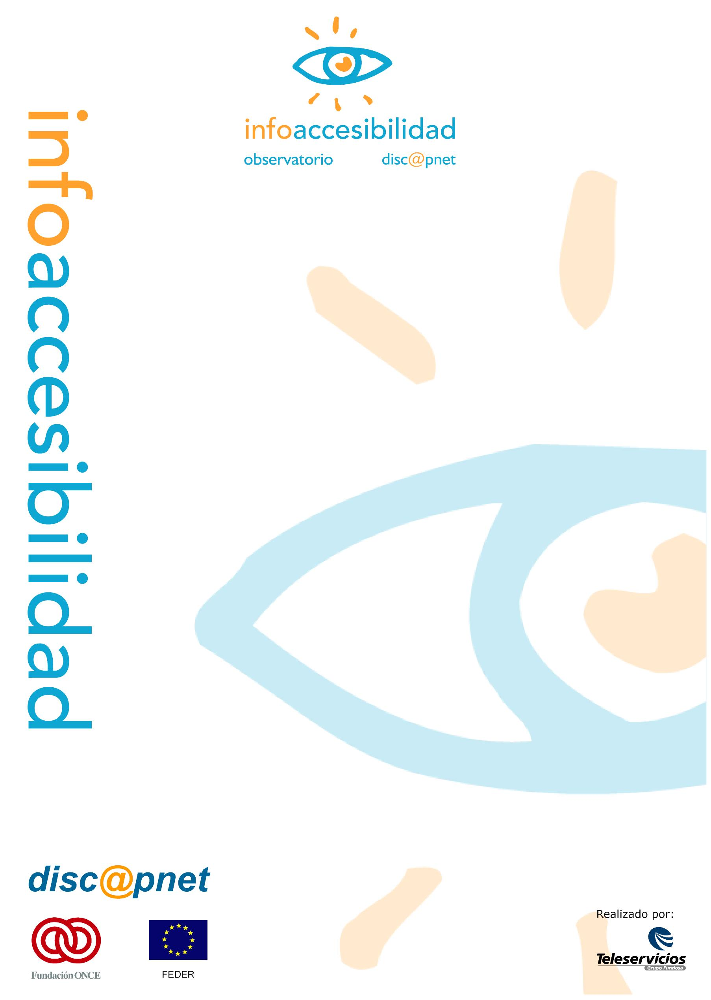 infoaccesibilidad
observatorio disc@pnet
infoaccesibilidad
disc@pnet
Fundación ONCE
FEDER
Realizado por:
Teleservicios
Grupo Fundosa